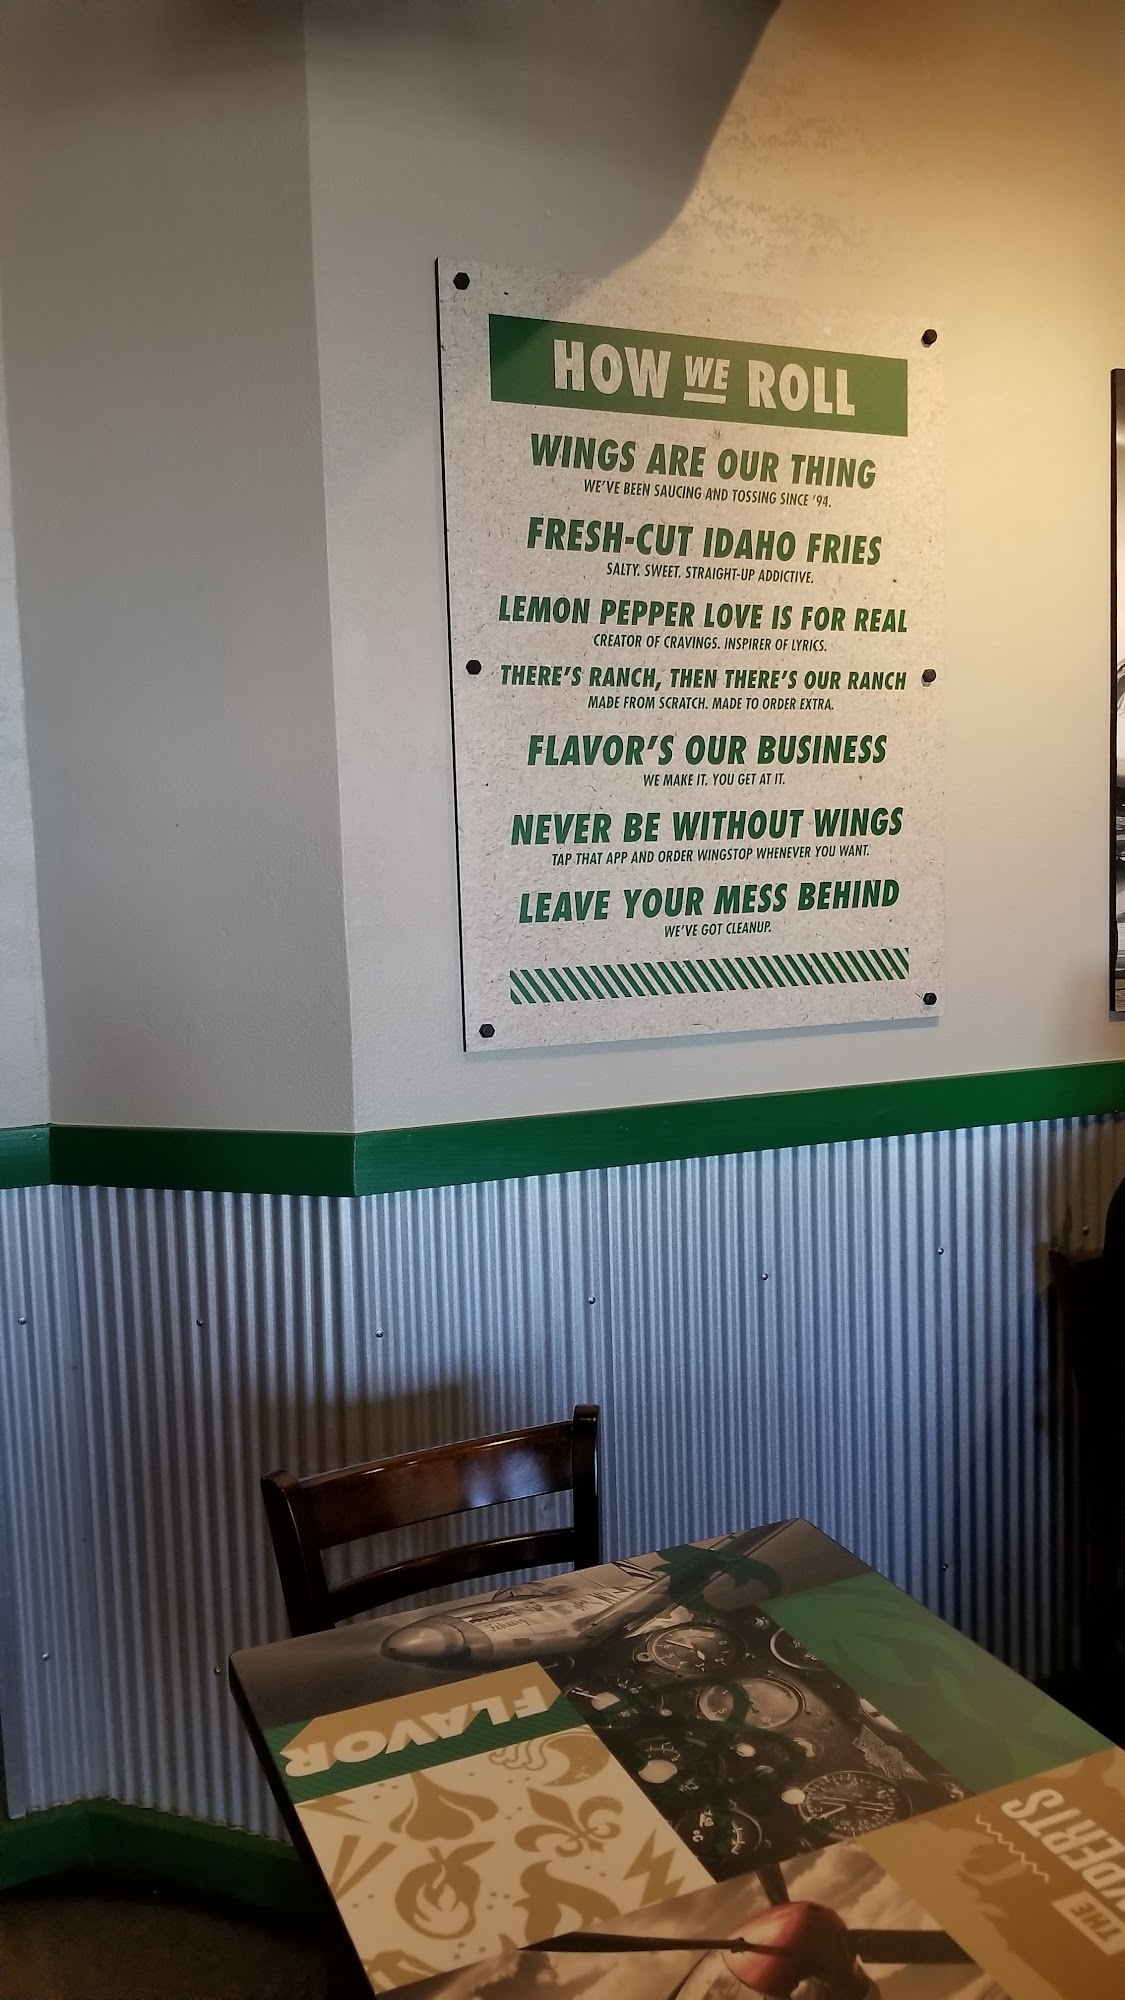 HOW WE ROLL
WINGS ARE OUR THING
WE'VE BEEN SAUCING AND TOSSING SINCE '94.
FRESH-CUT IDAHO FRIES
SALTY. SWEET. STRAIGHT-UP ADDICTIVE.
LEMON PEPPER LOVE IS FOR REAL
CREATOR OF CRAVINGS. INSPIRER OF LYRICS.
THERE'S RANCH, THEN THERE'S OUR RANCH
MADE FROM SCRATCH. MADE TO ORDER EXTRA.
FLAVOR'S OUR BUSINESS
WE MAKE IT. YOU GET AT IT.
NEVER BE WITHOUT WINGS
TAP THAT APP AND ORDER WINGSTOP WHENEVER YOU WANT.
LEAVE YOUR MESS BEHIND
WE'VE GOT CLEANUP.
FLAVOR
THE